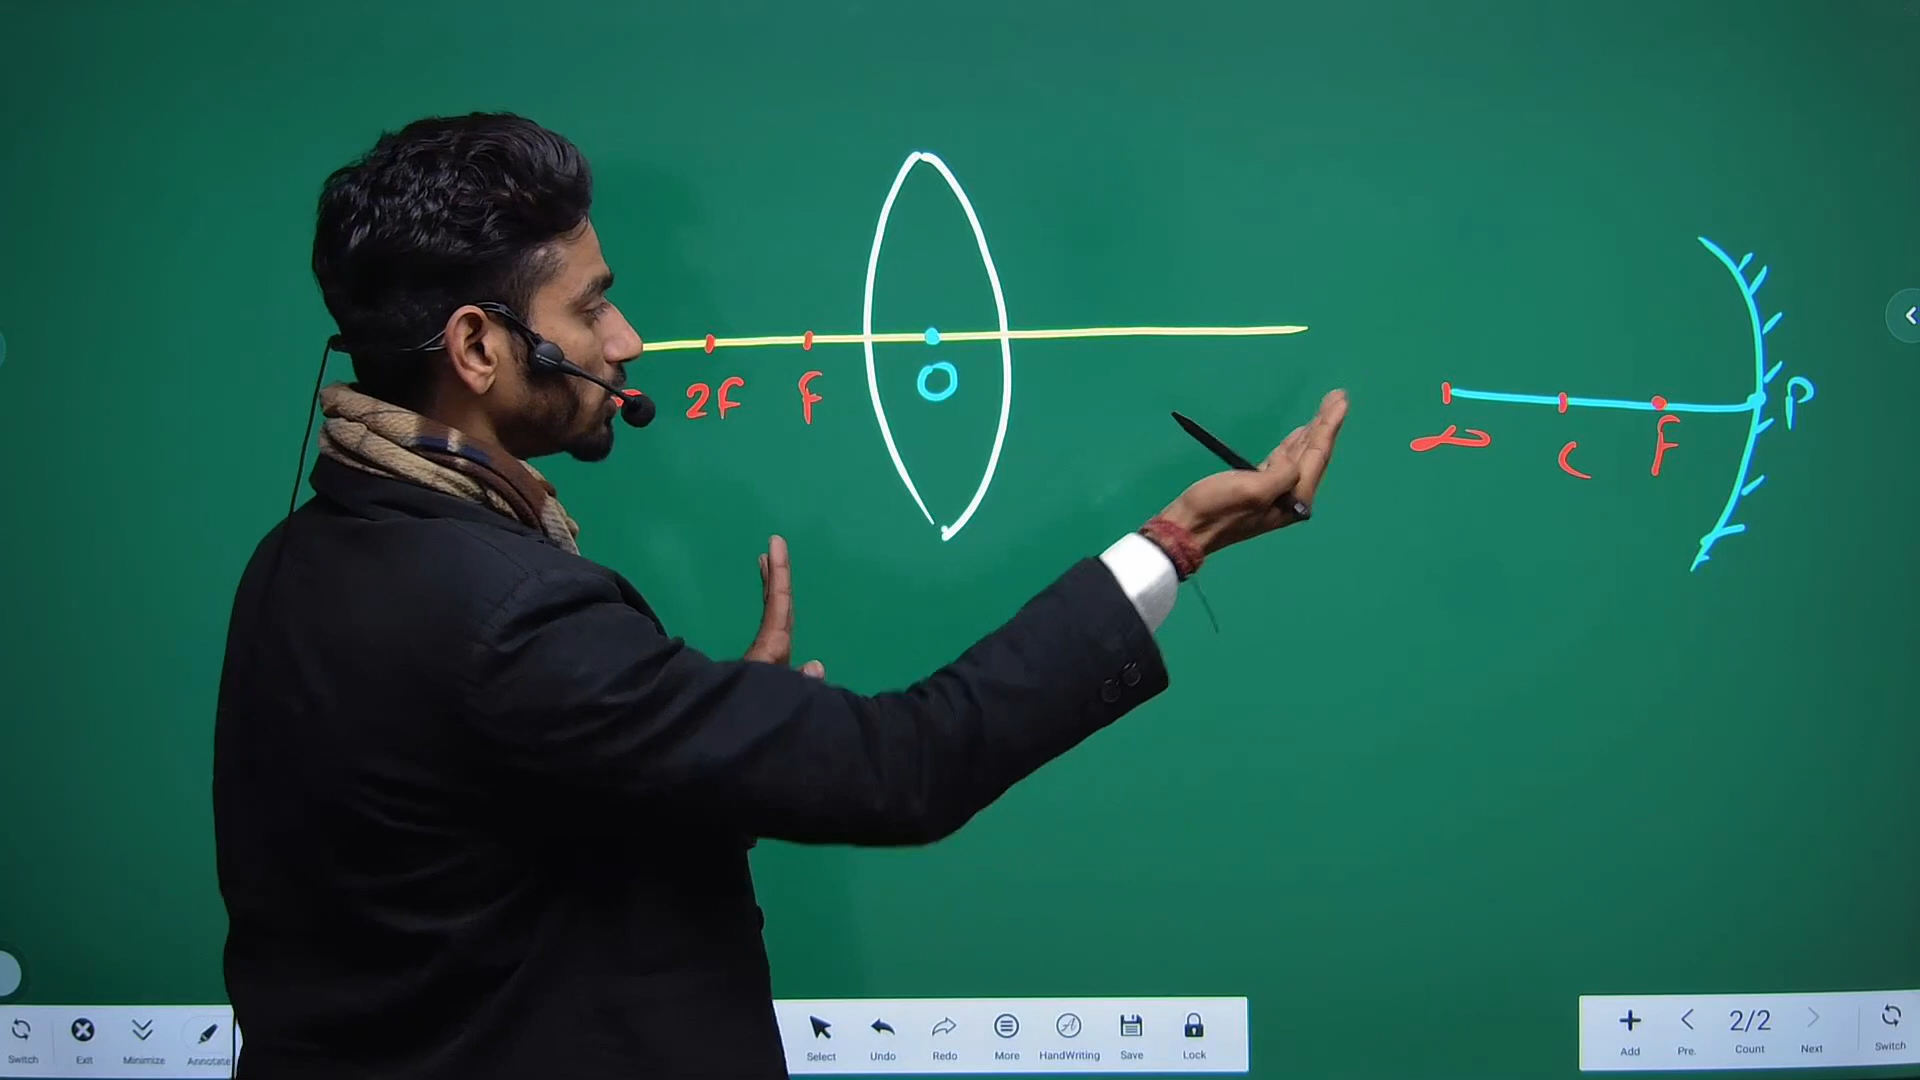 2F F O
∞ C F P
Switch Exit Minimize Annotate Select Undo Redo More HandWriting Save Lock
Add Pre. 2/2 Count Next Switch